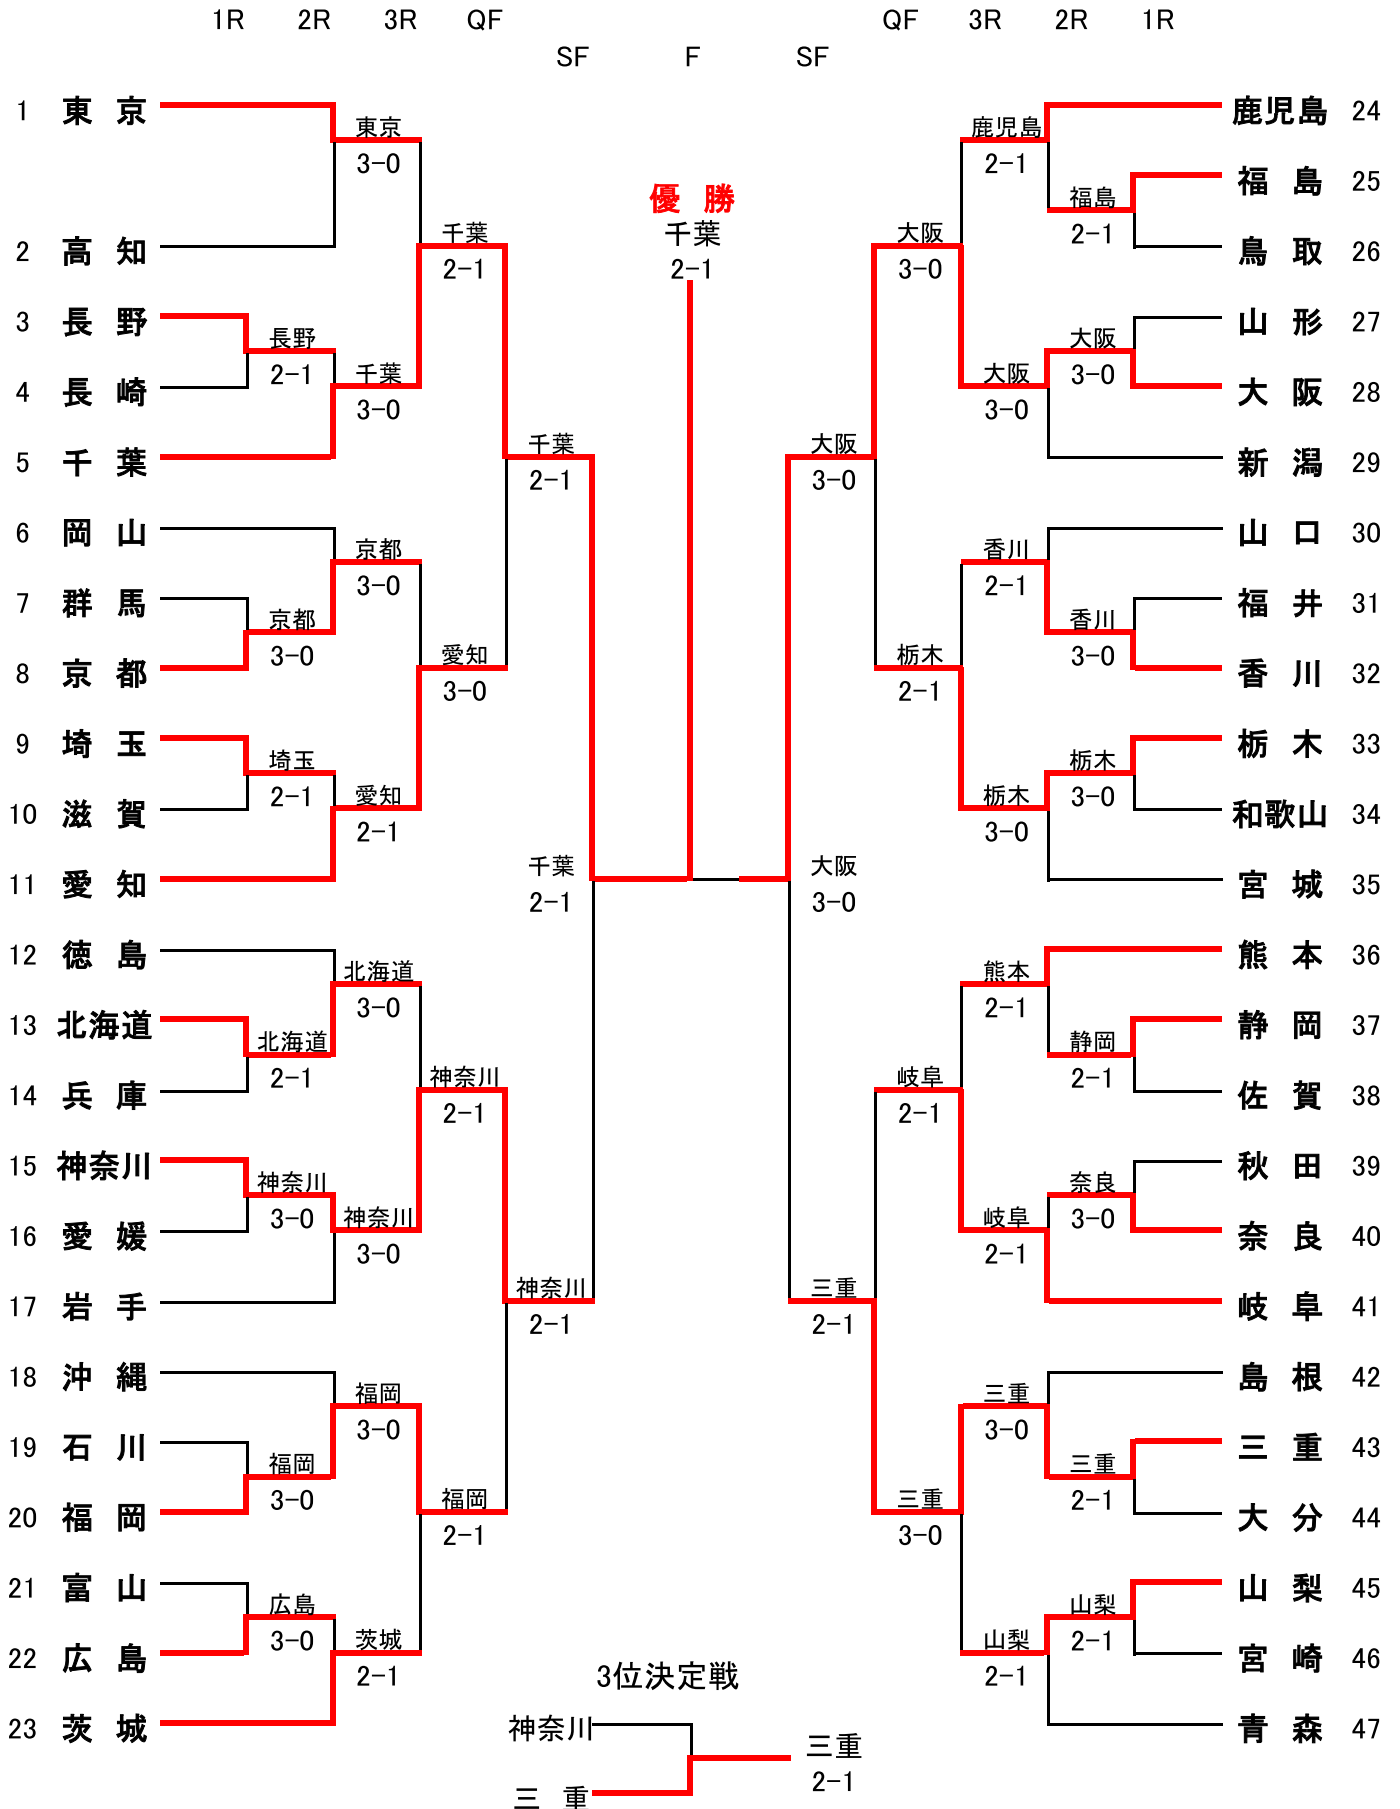 1R 2R 3R QF QF 3R 2R 1R
SF F SF
1 東京 鹿児島 24
東京 鹿児島
3-0 2-1
福島 25
優勝 福島
千葉 2-1
2 高知 千葉 大阪 鳥取 26
2-1 2-1 3-0
3 長野 山形 27
長野 大阪
2-1 千葉 大阪 3-0
4 長崎 3-0 3-0 大阪 28
千葉 大阪
5 千葉 2-1 3-0 新潟 29
6 岡山 山口 30
京都 香川
3-0 2-1
7 群馬 福井 31
京都 香川
3-0 愛知 栃木 3-0
8 京都 3-0 2-1 香川 32
9 埼玉 栃木 33
埼玉 栃木
2-1 愛知 栃木 3-0
10 滋賀 2-1 3-0 和歌山 34
千葉 大阪
11 愛知 2-1 3-0 宮城 35
12 徳島 熊本 36
北海道 熊本
3-0 2-1
13 北海道 静岡 37
北海道 静岡
2-1 神奈川 岐阜 2-1
14 兵庫 2-1 2-1 佐賀 38
15 神奈川 秋田 39
神奈川 奈良
3-0 神奈川 岐阜 3-0
16 愛媛 3-0 2-1 奈良 40
神奈川 三重
17 岩手 2-1 2-1 岐阜 41
18 沖縄 島根 42
福岡 三重
3-0 3-0
19 石川 三重 43
福岡 三重
3-0 福岡 三重 2-1
20 福岡 2-1 3-0 大分 44
21 富山 山梨 45
広島 山梨
3-0 茨城 山梨 2-1
22 広島 2-1 2-1 宮崎 46
3位決定戦
23 茨城 神奈川 青森 47
三重
2-1
三重